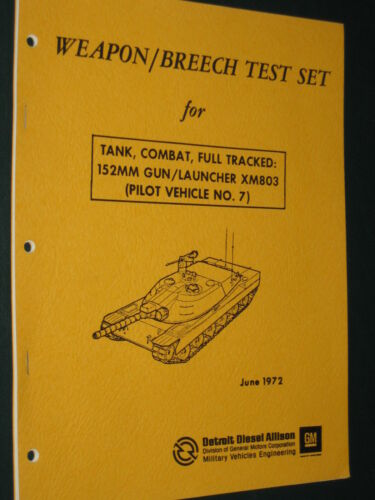 WEAPON/BREECH TEST SET
for
TANK, COMBAT, FULL TRACKED:
152MM GUN/LAUNCHER XM803
(PILOT VEHICLE NO. 7)
June 1972
Detroit Diesel Allison
Division of General Motors Corporation
Military Vehicles Engineering
GM